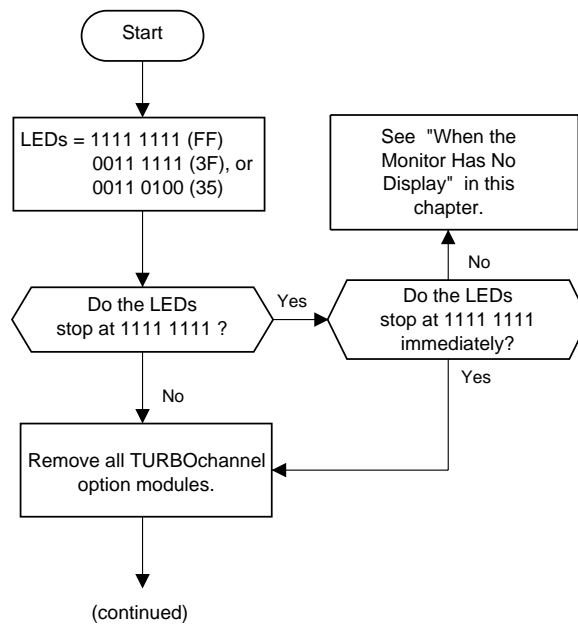 Start
LEDs = 1111 1111 (FF)
0011 1111 (3F), or
0011 0100 (35)
See "When the
Monitor Has No
Display" in this
chapter.
No
Do the LEDs
stop at 1111 1111 ?
Yes
Do the LEDs
stop at 1111 1111
immediately?
No
Yes
Remove all TURBOchannel
option modules.
(continued)